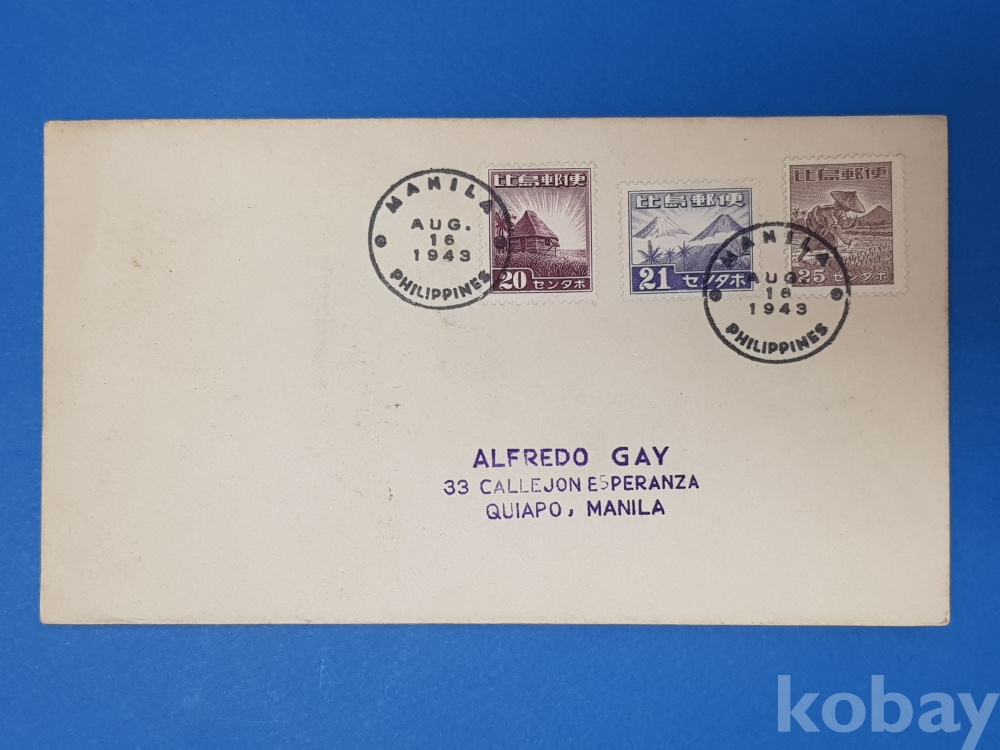 MANILA
AUG.
16
1943
PHILIPPINES
比島郵便
20 センタボ
比島郵便
21 センタボ
比島郵便
25 センタボ
MANILA
AUG.
16
1943
PHILIPPINES
ALFREDO GAY
33 CALLEJON ESPERANZA
QUIAPO, MANILA
kobay